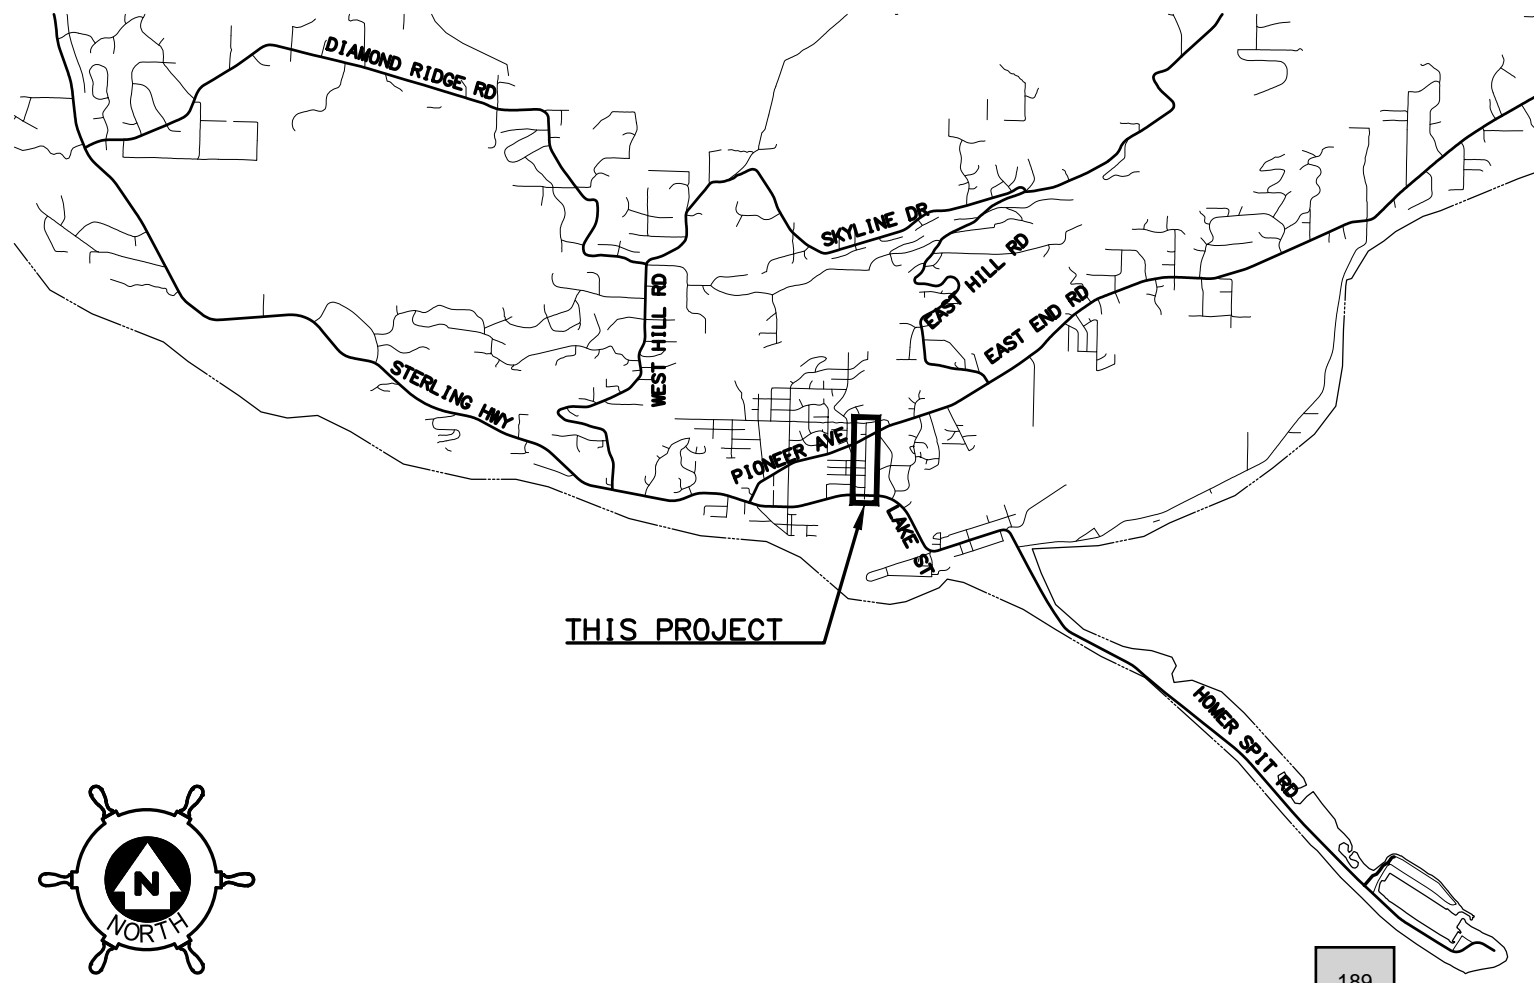 DIAMOND RIDGE RD
SKYLINE DR
EAST HILL RD
WEST HILL RD
EAST END RD
STERLING HWY
PIONEER AVE
LAKE ST
THIS PROJECT
HOMER SPIT RD
N
NORTH
189